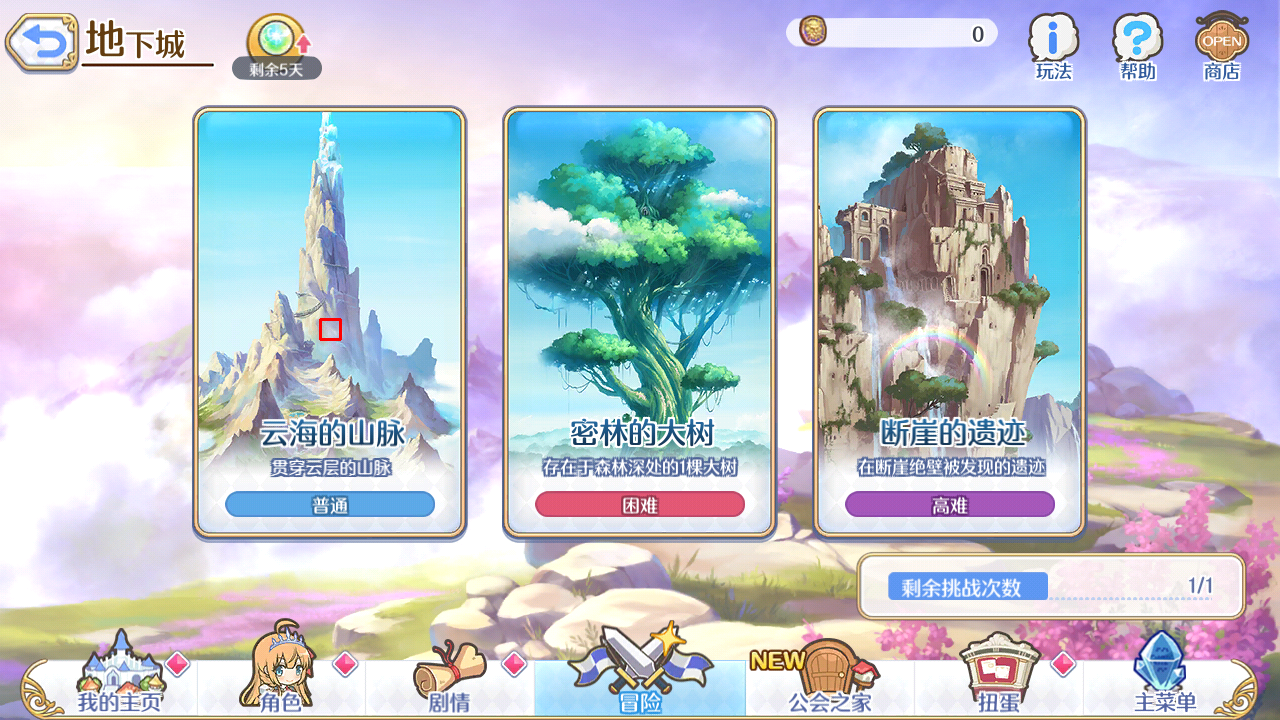 地下城
剩余5天
0
玩法
帮助
OPEN
商店
云海的山脉
贯穿云层的山脉
普通
密林的大树
存在于森林深处的1棵大树
困难
断崖的遗迹
在断崖绝壁被发现的遗迹
高难
剩余挑战次数
1/1
我的主页
角色
剧情
冒险
NEW
公会之家
扭蛋
主菜单